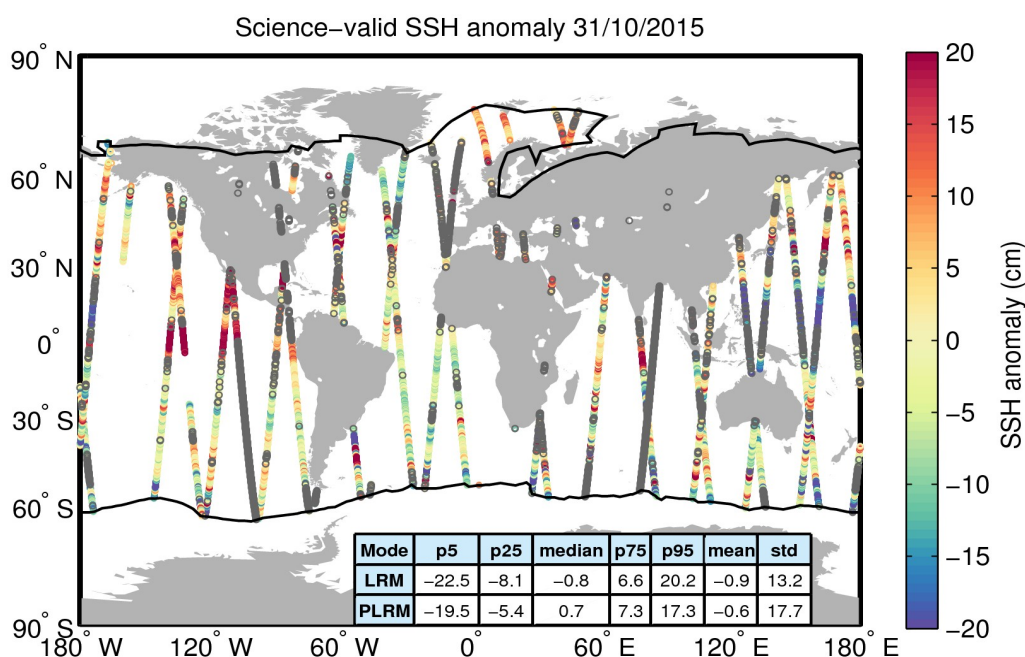 Science−valid SSH anomaly 31/10/2015
90° N
60° N
30° N
0°
30° S
60° S
90° S
180° W
120° W
60° W
0°
60° E
120° E
180° E
Mode p5 p25 median p75 p95 mean std
LRM −22.5 −8.1 −0.8 6.6 20.2 −0.9 13.2
PLRM −19.5 −5.4 0.7 7.3 17.3 −0.6 17.7
20
15
10
5
0
−5
−10
−15
−20
SSH anomaly (cm)